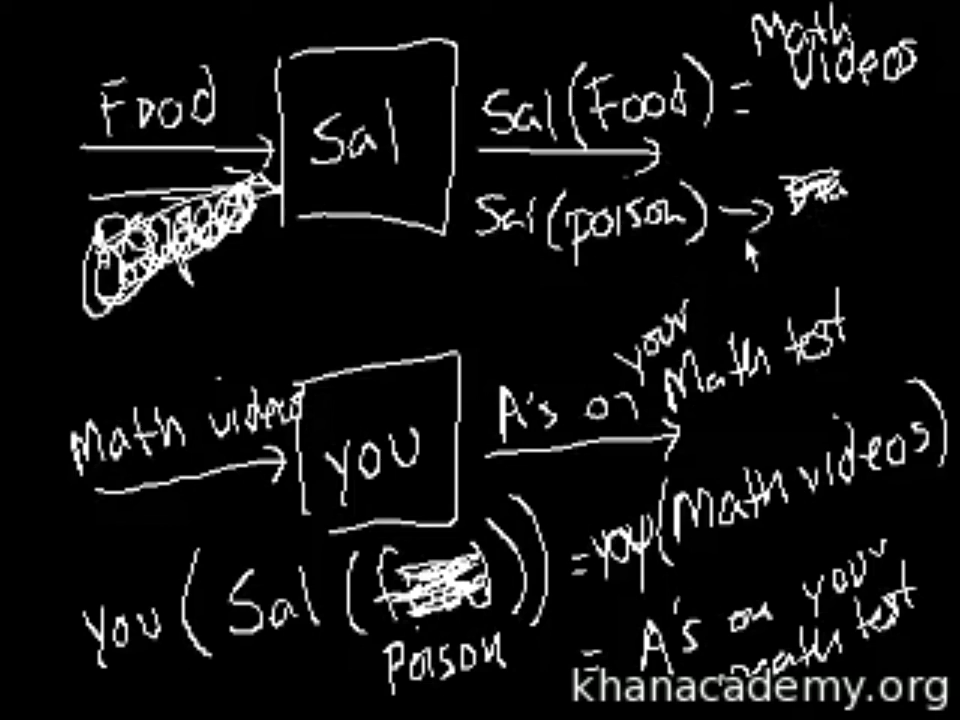 Food
Sal
Sal(Food) = Math Videos
Sal(poison) →
Math videos
you
A's on your Math test
you(Sal( ))
= you(Math videos)
Poison
= A's on your math test
khanacademy.org